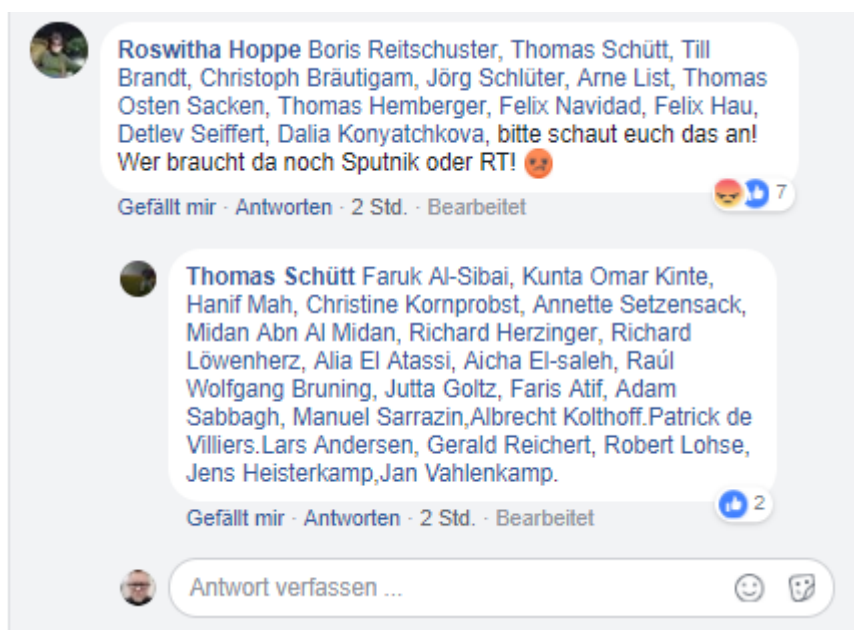 Roswitha Hoppe Boris Reitschuster, Thomas Schütt, Till
Brandt, Christoph Bräutigam, Jörg Schlüter, Arne List, Thomas
Osten Sacken, Thomas Hemberger, Felix Navidad, Felix Hau,
Detlev Seiffert, Dalia Konyatchkova, bitte schaut euch das an!
Wer braucht da noch Sputnik oder RT! 😡
7
Gefällt mir · Antworten · 2 Std. · Bearbeitet
Thomas Schütt Faruk Al-Sibai, Kunta Omar Kinte,
Hanif Mah, Christine Kornprobst, Annette Setzensack,
Midan Abn Al Midan, Richard Herzinger, Richard
Löwenherz, Alia El Atassi, Aicha El-saleh, Raúl
Wolfgang Bruning, Jutta Goltz, Faris Atif, Adam
Sabbagh, Manuel Sarrazin,Albrecht Kolthoff.Patrick de
Villiers.Lars Andersen, Gerald Reichert, Robert Lohse,
Jens Heisterkamp,Jan Vahlenkamp.
2
Gefällt mir · Antworten · 2 Std. · Bearbeitet
Antwort verfassen ...